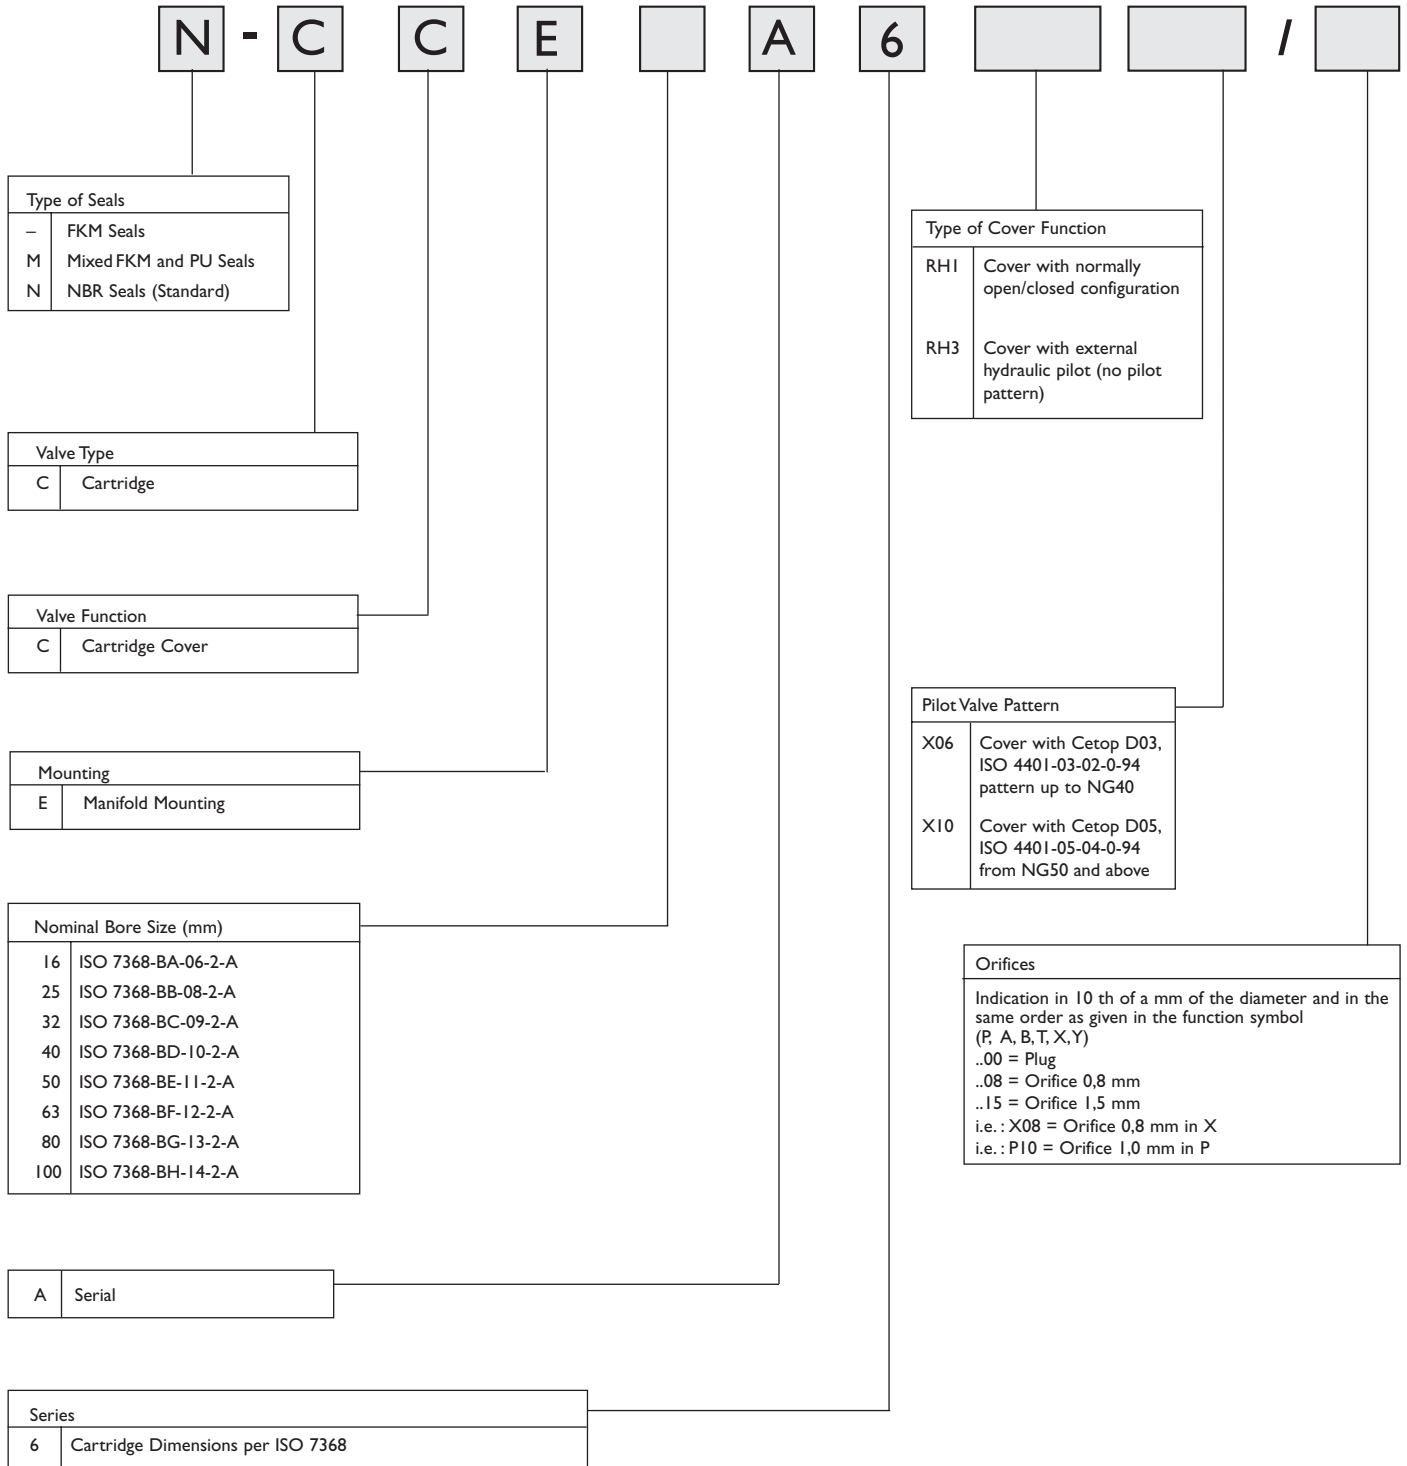 N - C C E A 6 /
Type of Seals
– FKM Seals
M Mixed FKM and PU Seals
N NBR Seals (Standard)
Valve Type
C Cartridge
Valve Function
C Cartridge Cover
Mounting
E Manifold Mounting
Nominal Bore Size (mm)
16 ISO 7368-BA-06-2-A
25 ISO 7368-BB-08-2-A
32 ISO 7368-BC-09-2-A
40 ISO 7368-BD-10-2-A
50 ISO 7368-BE-11-2-A
63 ISO 7368-BF-12-2-A
80 ISO 7368-BG-13-2-A
100 ISO 7368-BH-14-2-A
A Serial
Series
6 Cartridge Dimensions per ISO 7368
Type of Cover Function
RH1 Cover with normally
open/closed configuration
RH3 Cover with external
hydraulic pilot (no pilot
pattern)
Pilot Valve Pattern
X06 Cover with Cetop D03,
ISO 4401-03-02-0-94
pattern up to NG40
X10 Cover with Cetop D05,
ISO 4401-05-04-0-94
from NG50 and above
Orifices
Indication in 10 th of a mm of the diameter and in the
same order as given in the function symbol
(P, A, B, T, X, Y)
..00 = Plug
..08 = Orifice 0,8 mm
..15 = Orifice 1,5 mm
i.e. : X08 = Orifice 0,8 mm in X
i.e. : P10 = Orifice 1,0 mm in P